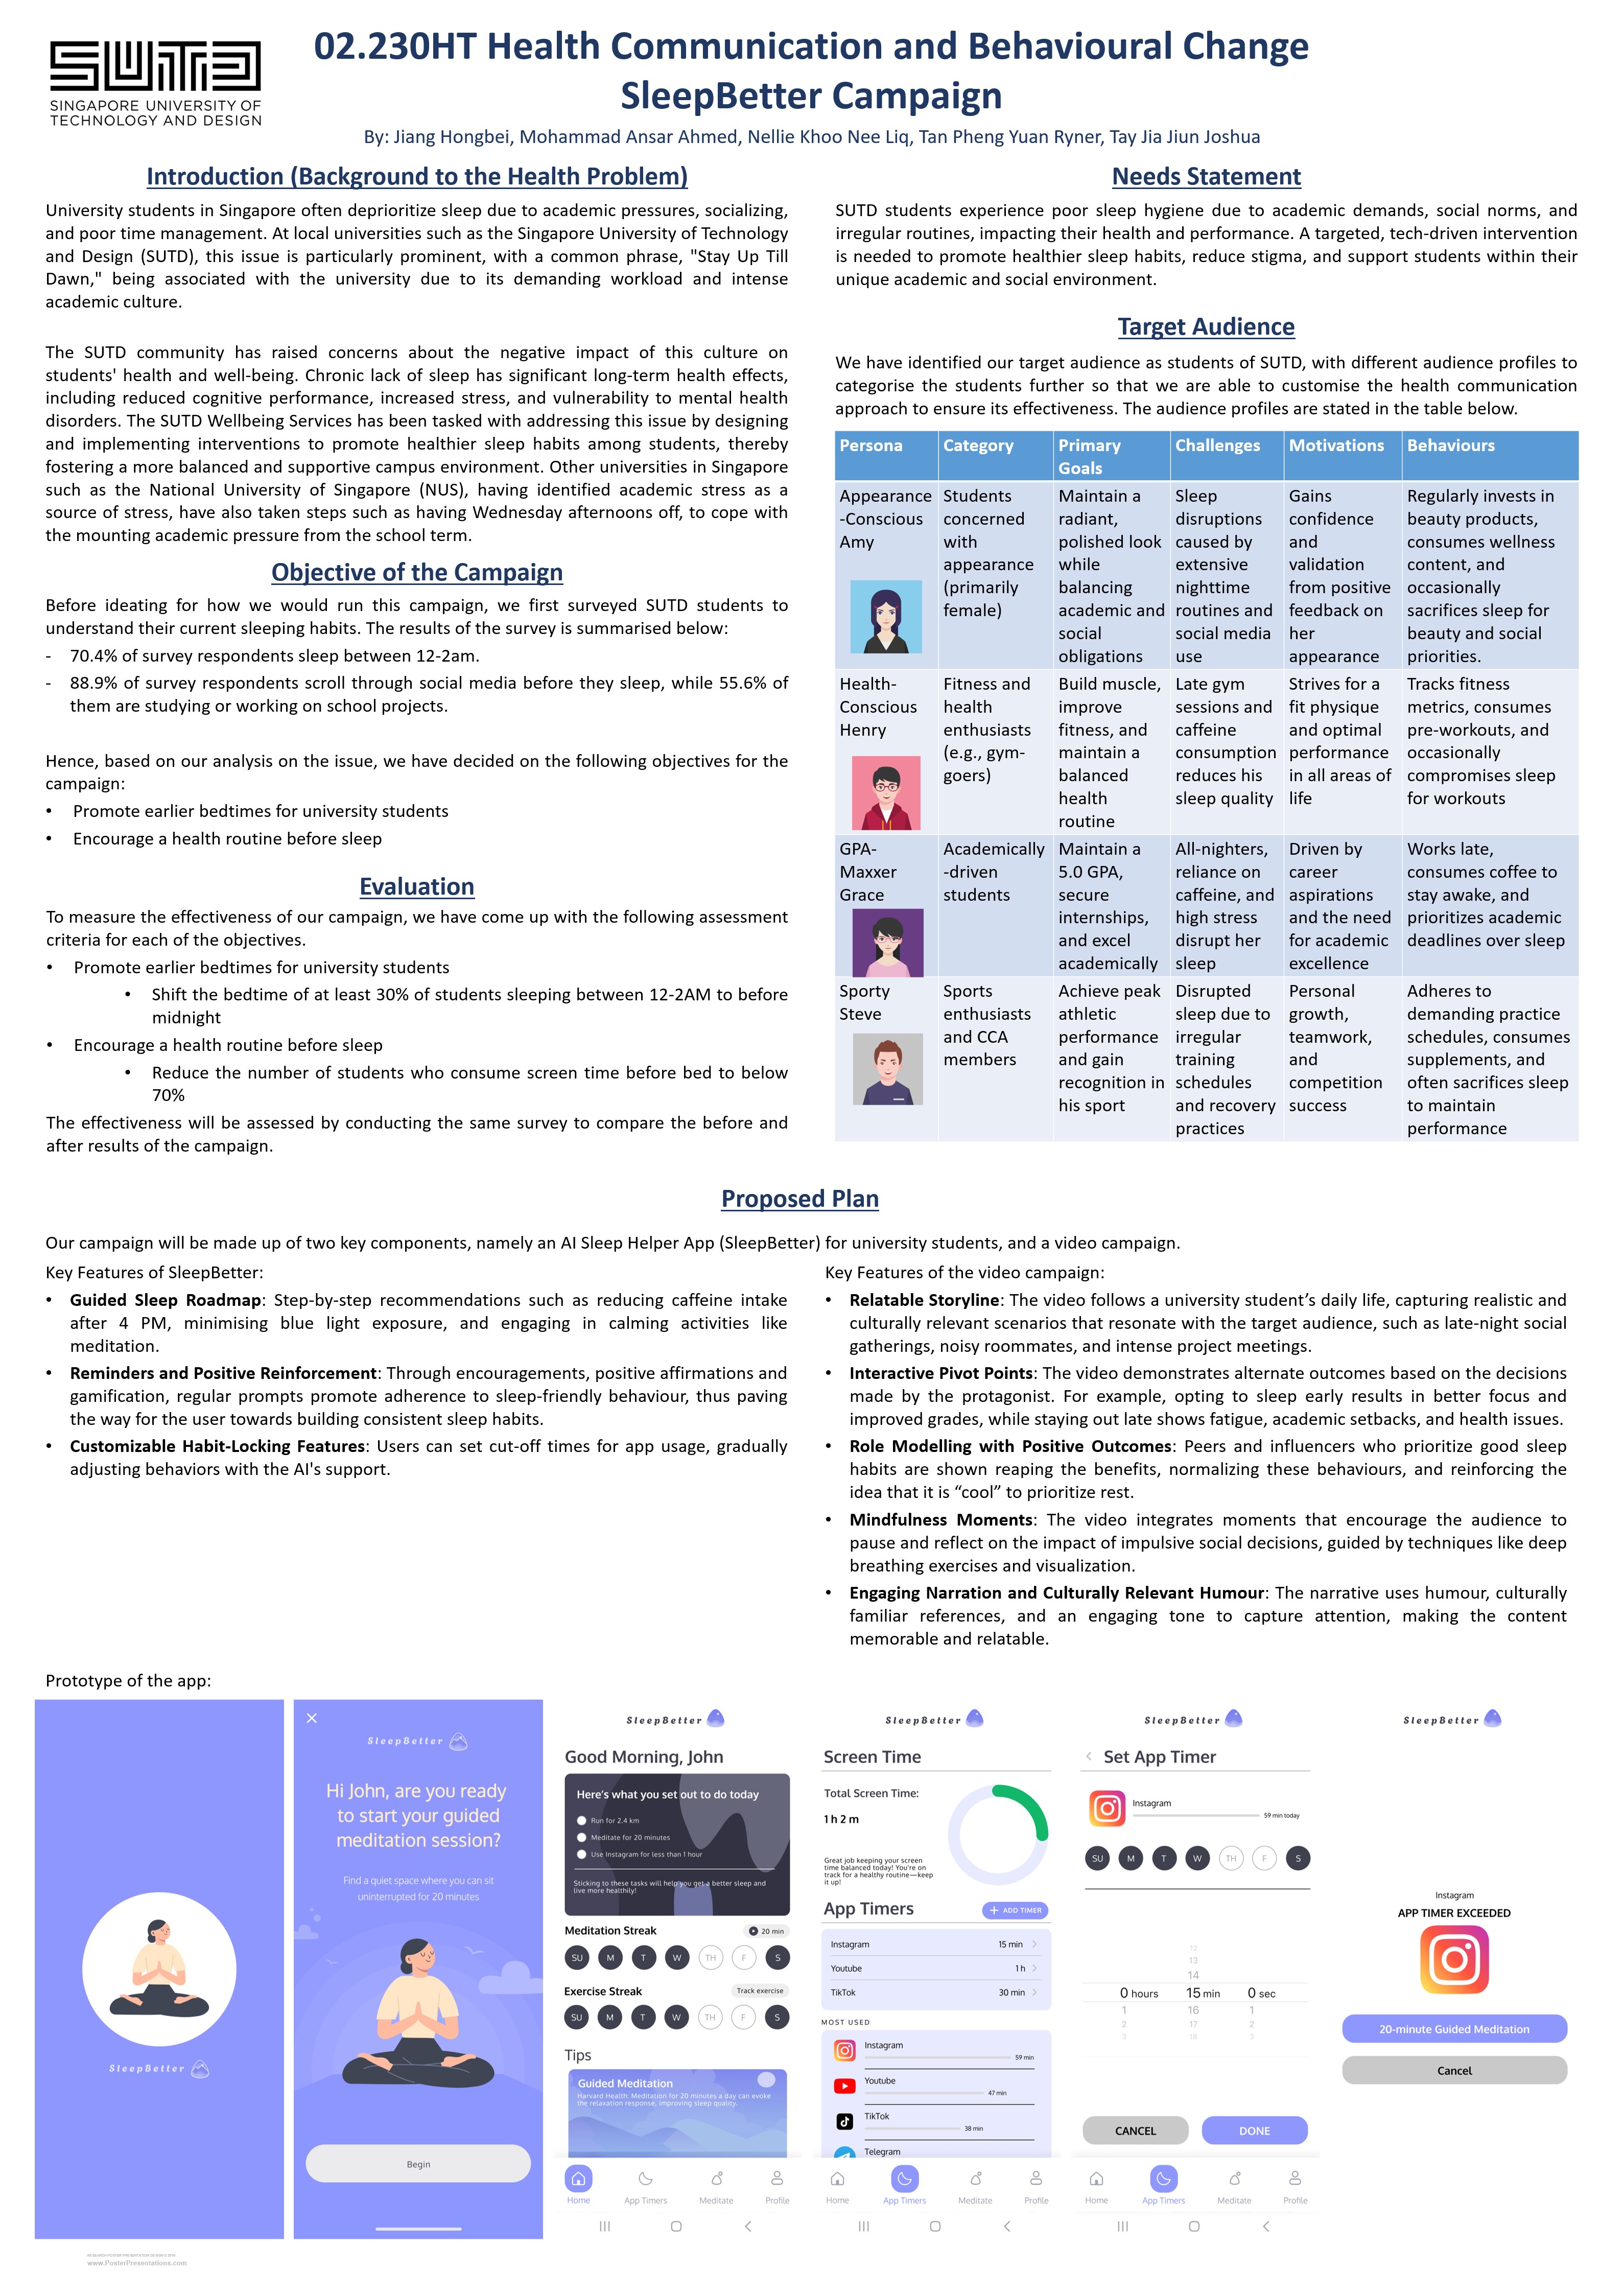 SUTD
SINGAPORE UNIVERSITY OF
TECHNOLOGY AND DESIGN
02.230HT Health Communication and Behavioural Change
SleepBetter Campaign
By: Jiang Hongbei, Mohammad Ansar Ahmed, Nellie Khoo Nee Liq, Tan Pheng Yuan Ryner, Tay Jia Jiun Joshua
Introduction (Background to the Health Problem)
University students in Singapore often deprioritize sleep due to academic pressures, socializing,
and poor time management. At local universities such as the Singapore University of Technology
and Design (SUTD), this issue is particularly prominent, with a common phrase, "Stay Up Till
Dawn," being associated with the university due to its demanding workload and intense
academic culture.
The SUTD community has raised concerns about the negative impact of this culture on
students' health and well-being. Chronic lack of sleep has significant long-term health effects,
including reduced cognitive performance, increased stress, and vulnerability to mental health
disorders. The SUTD Wellbeing Services has been tasked with addressing this issue by designing
and implementing interventions to promote healthier sleep habits among students, thereby
fostering a more balanced and supportive campus environment. Other universities in Singapore
such as the National University of Singapore (NUS), having identified academic stress as a
source of stress, have also taken steps such as having Wednesday afternoons off, to cope with
the mounting academic pressure from the school term.
Objective of the Campaign
Before ideating for how we would run this campaign, we first surveyed SUTD students to
understand their current sleeping habits. The results of the survey is summarised below:
- 70.4% of survey respondents sleep between 12-2am.
- 88.9% of survey respondents scroll through social media before they sleep, while 55.6% of
them are studying or working on school projects.
Hence, based on our analysis on the issue, we have decided on the following objectives for the
campaign:
• Promote earlier bedtimes for university students
• Encourage a health routine before sleep
Evaluation
To measure the effectiveness of our campaign, we have come up with the following assessment
criteria for each of the objectives.
• Promote earlier bedtimes for university students
• Shift the bedtime of at least 30% of students sleeping between 12-2AM to before
midnight
• Encourage a health routine before sleep
• Reduce the number of students who consume screen time before bed to below
70%
The effectiveness will be assessed by conducting the same survey to compare the before and
after results of the campaign.
Needs Statement
SUTD students experience poor sleep hygiene due to academic demands, social norms, and
irregular routines, impacting their health and performance. A targeted, tech-driven intervention
is needed to promote healthier sleep habits, reduce stigma, and support students within their
unique academic and social environment.
Target Audience
We have identified our target audience as students of SUTD, with different audience profiles to
categorise the students further so that we are able to customise the health communication
approach to ensure its effectiveness. The audience profiles are stated in the table below.
Persona
Category
Primary
Goals
Challenges
Motivations
Behaviours
Appearance
-Conscious
Amy
Students
concerned
with
appearance
(primarily
female)
Maintain a
radiant,
polished look
while
balancing
academic and
social
obligations
Sleep
disruptions
caused by
extensive
nighttime
routines and
social media
use
Gains
confidence
and
validation
from positive
feedback on
her
appearance
Regularly invests in
beauty products,
consumes wellness
content, and
occasionally
sacrifices sleep for
beauty and social
priorities.
Health-
Conscious
Henry
Fitness and
health
enthusiasts
(e.g., gym-
goers)
Build muscle,
improve
fitness, and
maintain a
balanced
health
routine
Late gym
sessions and
caffeine
consumption
reduces his
sleep quality
Strives for a
fit physique
and optimal
performance
in all areas of
life
Tracks fitness
metrics, consumes
pre-workouts, and
occasionally
compromises sleep
for workouts
GPA-
Maxxer
Grace
Academically
-driven
students
Maintain a
5.0 GPA,
secure
internships,
and excel
academically
All-nighters,
reliance on
caffeine, and
high stress
disrupt her
sleep
Driven by
career
aspirations
and the need
for academic
excellence
Works late,
consumes coffee to
stay awake, and
prioritizes academic
deadlines over sleep
Sporty
Steve
Sports
enthusiasts
and CCA
members
Achieve peak
athletic
performance
and gain
recognition in
his sport
Disrupted
sleep due to
irregular
training
schedules
and recovery
practices
Personal
growth,
teamwork,
and
competition
success
Adheres to
demanding practice
schedules, consumes
supplements, and
often sacrifices sleep
to maintain
performance
Proposed Plan
Our campaign will be made up of two key components, namely an AI Sleep Helper App (SleepBetter) for university students, and a video campaign.
Key Features of SleepBetter:
• Guided Sleep Roadmap: Step-by-step recommendations such as reducing caffeine intake
after 4 PM, minimising blue light exposure, and engaging in calming activities like
meditation.
• Reminders and Positive Reinforcement: Through encouragements, positive affirmations and
gamification, regular prompts promote adherence to sleep-friendly behaviour, thus paving
the way for the user towards building consistent sleep habits.
• Customizable Habit-Locking Features: Users can set cut-off times for app usage, gradually
adjusting behaviors with the AI's support.
Key Features of the video campaign:
• Relatable Storyline: The video follows a university student’s daily life, capturing realistic and
culturally relevant scenarios that resonate with the target audience, such as late-night social
gatherings, noisy roommates, and intense project meetings.
• Interactive Pivot Points: The video demonstrates alternate outcomes based on the decisions
made by the protagonist. For example, opting to sleep early results in better focus and
improved grades, while staying out late shows fatigue, academic setbacks, and health issues.
• Role Modelling with Positive Outcomes: Peers and influencers who prioritize good sleep
habits are shown reaping the benefits, normalizing these behaviours, and reinforcing the
idea that it is “cool” to prioritize rest.
• Mindfulness Moments: The video integrates moments that encourage the audience to
pause and reflect on the impact of impulsive social decisions, guided by techniques like deep
breathing exercises and visualization.
• Engaging Narration and Culturally Relevant Humour: The narrative uses humour, culturally
familiar references, and an engaging tone to capture attention, making the content
memorable and relatable.
Prototype of the app:
SleepBetter
SleepBetter
Hi John, are you ready
to start your guided
meditation session?
Find a quiet space where you can sit
uninterrupted for 20 minutes
Begin
SleepBetter
Good Morning, John
Here's what you set out to do today
Run for 2.4 km
Meditate for 20 minutes
Use Instagram for less than 1 hour
Sticking to these tasks will help you get a better sleep and
live more healthily!
Meditation Streak
20 min
SU M T W TH F S
Exercise Streak
Track exercise
SU M T W TH F S
Tips
Guided Meditation
Harvard Health: Meditation for 20 minutes a day can evoke
the relaxation response, improving sleep quality.
Home App Timers Meditate Profile
SleepBetter
Screen Time
Total Screen Time:
1 h 2 m
Great job keeping your screen
time balanced today! You're on
track for a healthy routine—keep
it up!
App Timers
+ ADD TIMER
Instagram 15 min
Youtube 1 h
TikTok 30 min
MOST USED
Instagram
59 min
Youtube
47 min
TikTok
38 min
Telegram
Home App Timers Meditate Profile
SleepBetter
Set App Timer
Instagram
59 min today
SU M T W TH F S
12
13
14
0 hours 15 min 0 sec
1 16 1
2 17 2
3 18 3
CANCEL DONE
Home App Timers Meditate Profile
SleepBetter
Instagram
APP TIMER EXCEEDED
20-minute Guided Meditation
Cancel
RESEARCH POSTER PRESENTATION DESIGN © 2019
www.PosterPresentations.com